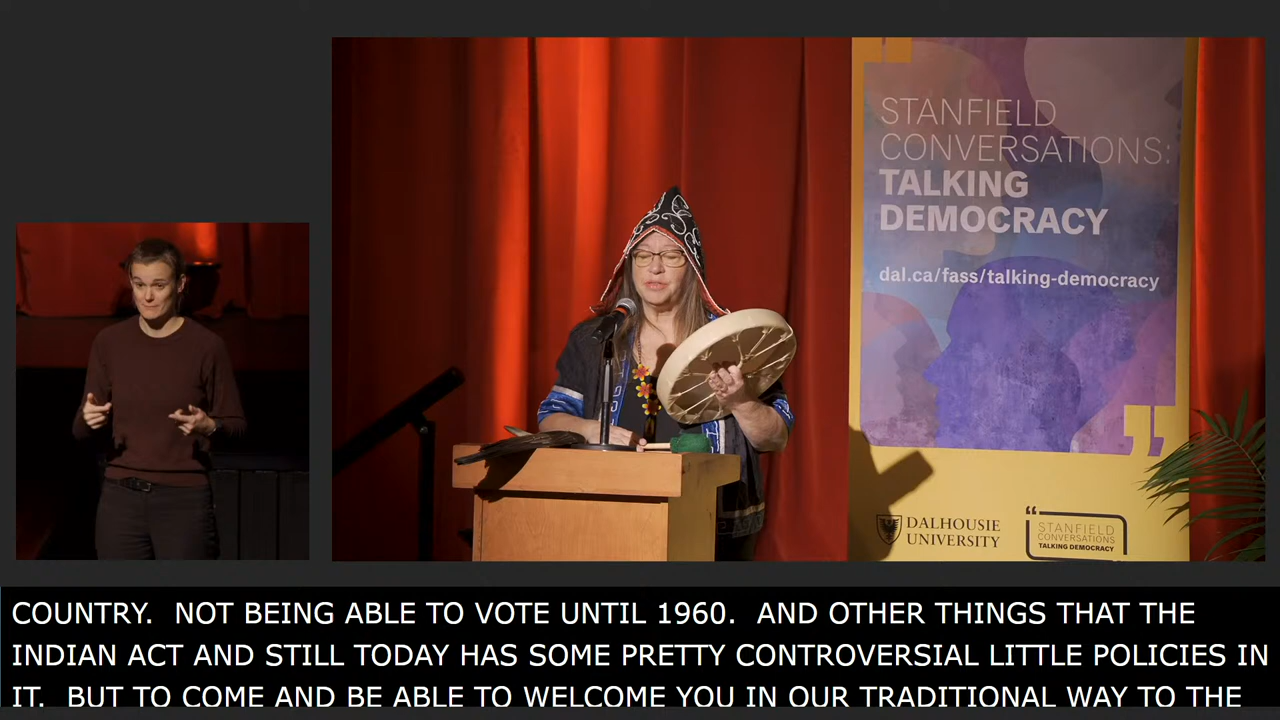 STANFIELD
CONVERSATIONS:
TALKING
DEMOCRACY
dal.ca/fass/talking-democracy
DALHOUSIE
UNIVERSITY
STANFIELD
CONVERSATIONS
TALKING DEMOCRACY
COUNTRY. NOT BEING ABLE TO VOTE UNTIL 1960. AND OTHER THINGS THAT THE
INDIAN ACT AND STILL TODAY HAS SOME PRETTY CONTROVERSIAL LITTLE POLICIES IN
IT. BUT TO COME AND BE ABLE TO WELCOME YOU IN OUR TRADITIONAL WAY TO THE